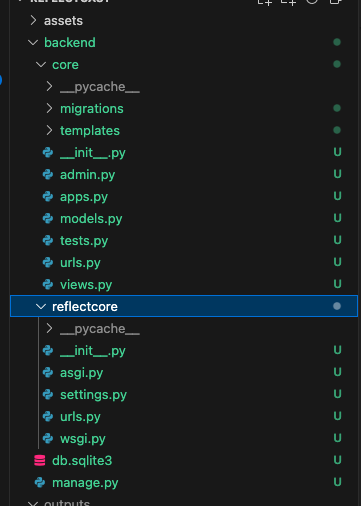 assets
backend
core
__pycache__
migrations
templates
__init__.py U
admin.py U
apps.py U
models.py U
tests.py U
urls.py U
views.py U
reflectcore
__pycache__
__init__.py U
asgi.py U
settings.py U
urls.py U
wsgi.py U
db.sqlite3 U
manage.py U
outputs